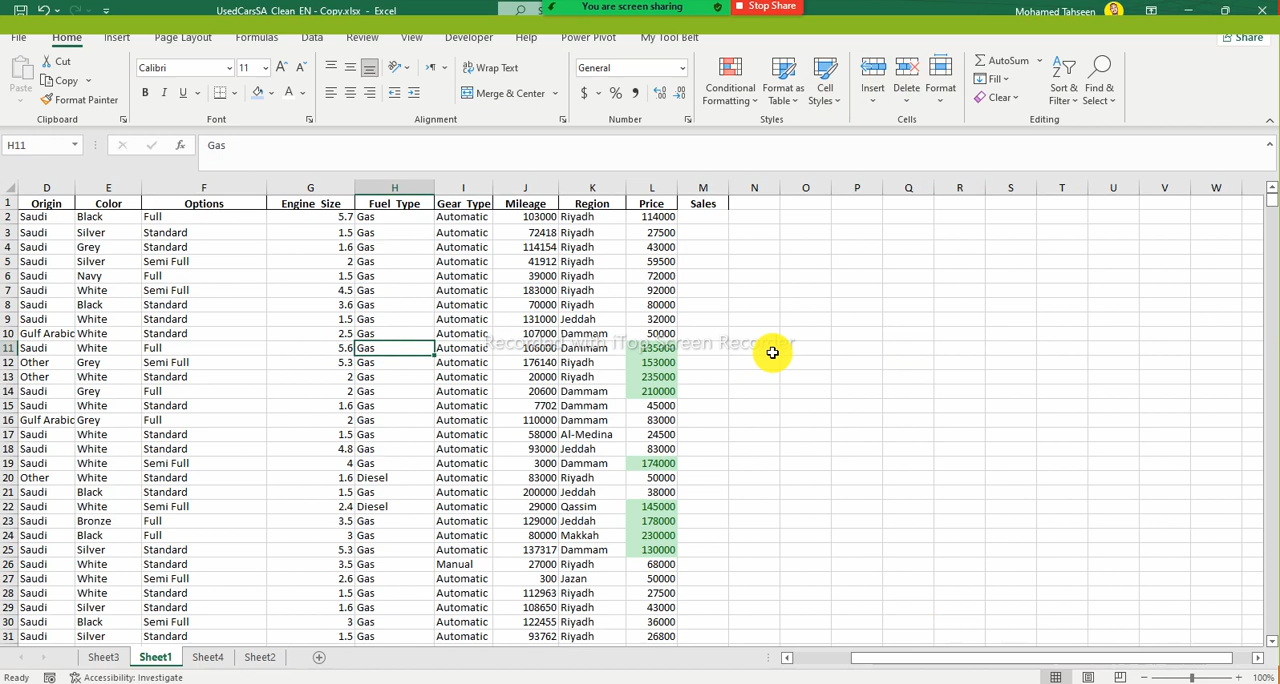 UsedCarsSA_Clean_EN - Copy.xlsx - Excel
You are screen sharing
Stop Share
Mohamed Tahseen
File Home Insert Page Layout Formulas Data Review View Developer Help Power Pivot My Tool Belt Share
Paste
Cut
Copy
Format Painter
Clipboard
Calibri 11
B I U
Font
Wrap Text
Merge & Center
Alignment
General
$ % ,
Number
Conditional Formatting
Format as Table
Cell Styles
Styles
Insert Delete Format
Cells
AutoSum
Fill
Clear
Sort & Filter
Find & Select
Editing
H11 fx Gas
D E F G H I J K L M N O P Q R S T U V W
1 Origin Color Options Engine_Size Fuel_Type Gear_Type Mileage Region Price Sales
2 Saudi Black Full 5.7 Gas Automatic 103000 Riyadh 114000
3 Saudi Silver Standard 1.5 Gas Automatic 72418 Riyadh 27500
4 Saudi Grey Standard 1.6 Gas Automatic 114154 Riyadh 43000
5 Saudi Silver Semi Full 2 Gas Automatic 41912 Riyadh 59500
6 Saudi Navy Full 1.5 Gas Automatic 39000 Riyadh 72000
7 Saudi White Semi Full 4.5 Gas Automatic 183000 Riyadh 92000
8 Saudi Black Standard 3.6 Gas Automatic 70000 Riyadh 80000
9 Saudi White Standard 1.5 Gas Automatic 131000 Jeddah 32000
10 Gulf Arabic White Standard 2.5 Gas Automatic 107000 Dammam 50000
Recorded with iTop Screen Recorder
11 Saudi White Full 5.6 Gas Automatic Dammam
12 Other Grey Semi Full 5.3 Gas Automatic 176140 Riyadh 153000
13 Other White Standard 2 Gas Automatic 20000 Riyadh 235000
14 Saudi Grey Full 2 Gas Automatic 20600 Dammam 210000
15 Saudi White Standard 1.6 Gas Automatic 7702 Dammam 45000
16 Gulf Arabic Grey Full 2 Gas Automatic 110000 Dammam 83000
17 Saudi White Standard 1.5 Gas Automatic 58000 Al-Medina 24500
18 Saudi White Standard 4.8 Gas Automatic 93000 Jeddah 83000
19 Saudi White Semi Full 4 Gas Automatic 3000 Dammam 174000
20 Other White Standard 1.6 Diesel Automatic 83000 Riyadh 50000
21 Saudi Black Standard 1.5 Gas Automatic 200000 Jeddah 38000
22 Saudi White Semi Full 2.4 Diesel Automatic 29000 Qassim 145000
23 Saudi Bronze Full 3.5 Gas Automatic 129000 Jeddah 178000
24 Saudi Black Full 3 Gas Automatic 80000 Makkah 230000
25 Saudi Silver Standard 5.3 Gas Automatic 137317 Dammam 130000
26 Saudi White Standard 3.5 Gas Manual 27000 Riyadh 68000
27 Saudi White Semi Full 2.6 Gas Automatic 300 Jazan 50000
28 Saudi White Standard 1.5 Gas Automatic 112963 Riyadh 27500
29 Saudi Silver Standard 1.6 Gas Automatic 108650 Riyadh 43000
30 Saudi Black Semi Full 3 Gas Automatic 122455 Riyadh 36000
31 Saudi Silver Standard 1.5 Gas Automatic 93762 Riyadh 26800
Sheet3 Sheet1 Sheet4 Sheet2
Ready Accessibility: Investigate 100%